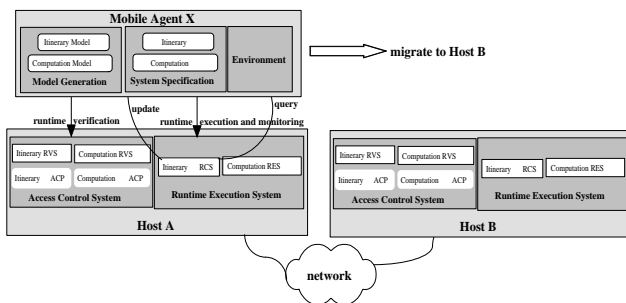 Mobile Agent X
Itinerary Model
Computation Model
Model Generation
Itinerary
Computation
System Specification
Environment
migrate to Host B
runtime verification
update
runtime execution and monitoring
query
Itinerary RVS
Computation RVS
Itinerary ACP
Computation ACP
Access Control System
Itinerary RCS
Computation RES
Runtime Execution System
Host A
Itinerary RVS
Computation RVS
Itinerary ACP
Computation ACP
Access Control System
Itinerary RCS
Computation RES
Runtime Execution System
Host B
network